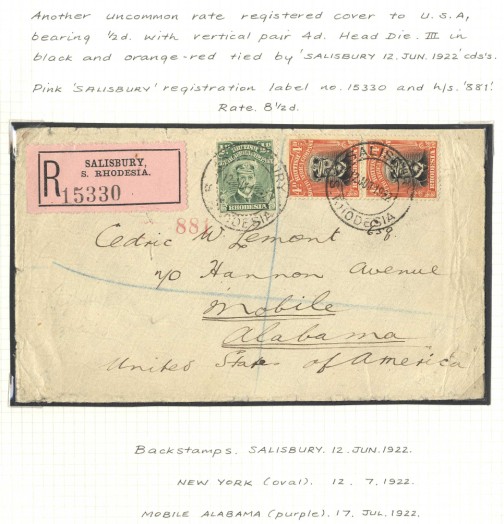 Another uncommon rate registered cover to U.S.A,
bearing ½d. with vertical pair 4d. Head Die. III in
black and orange-red tied by 'SALISBURY 12. JUN. 1922' cds's.
Pink 'SALISBURY' registration label no. 15330 and h/s. '881'.
Rate. 8½d.
R
SALISBURY,
S. RHODESIA.
15330
RHODESIA
SALISBURY
RHODESIA
881
Cedric W Lemont
c/o Hannon Avenue
Mobile
Alabama
United States of America
Backstamps. SALISBURY. 12. JUN. 1922.
NEW YORK (oval). 12. 7. 1922.
MOBILE ALABAMA (purple). 17. JUL. 1922.